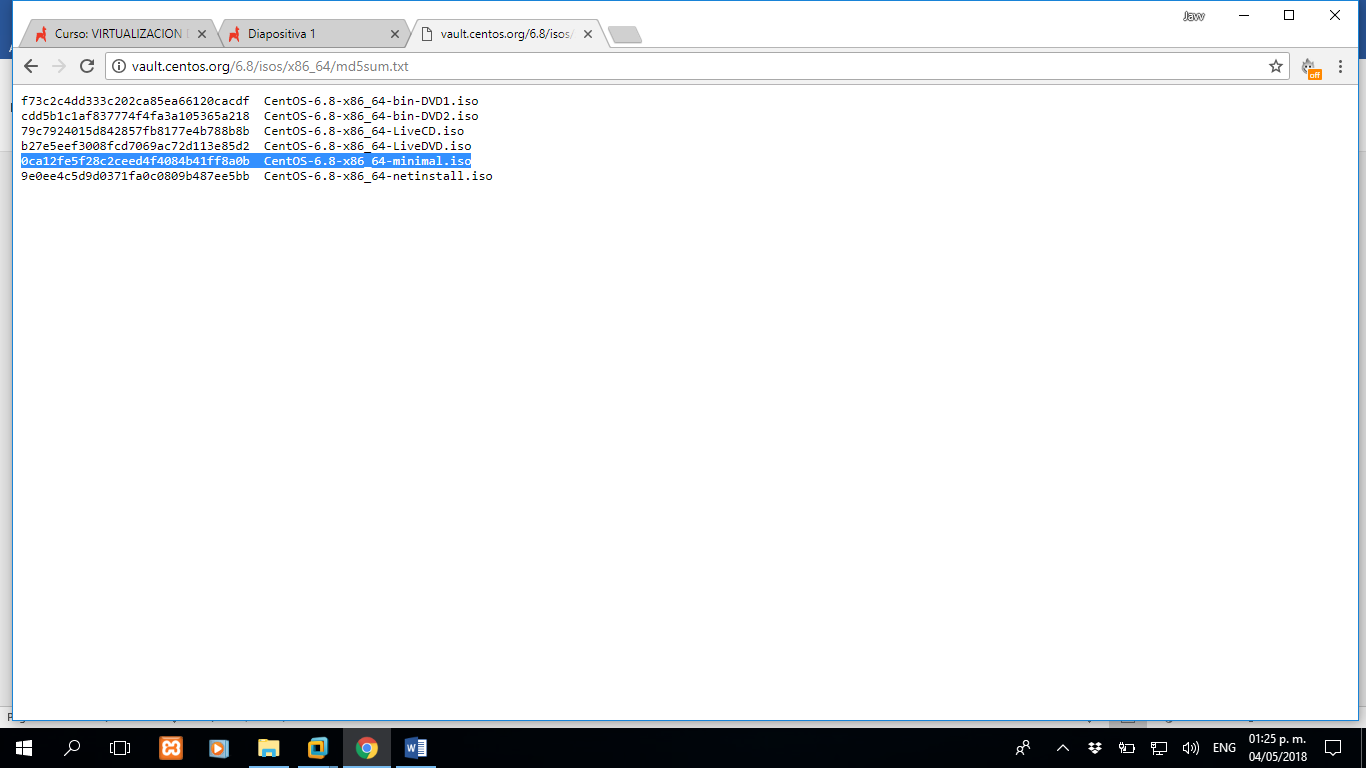 Javv
Curso: VIRTUALIZACION
Diapositiva 1
vault.centos.org/6.8/isos/
vault.centos.org/6.8/isos/x86_64/md5sum.txt
off
f73c2c4dd333c202ca85ea66120cacdf  CentOS-6.8-x86_64-bin-DVD1.iso
cdd5b1c1af837774f4fa3a105365a218  CentOS-6.8-x86_64-bin-DVD2.iso
79c7924015d842857fb8177e4b788b8b  CentOS-6.8-x86_64-LiveCD.iso
b27e5eef3008fcd7069ac72d113e85d2  CentOS-6.8-x86_64-LiveDVD.iso
0ca12fe5f28c2ceed4f4084b41ff8a0b  CentOS-6.8-x86_64-minimal.iso
9e0ee4c5d9d0371fa0c0809b487ee5bb  CentOS-6.8-x86_64-netinstall.iso
ENG
01:25 p. m.
04/05/2018